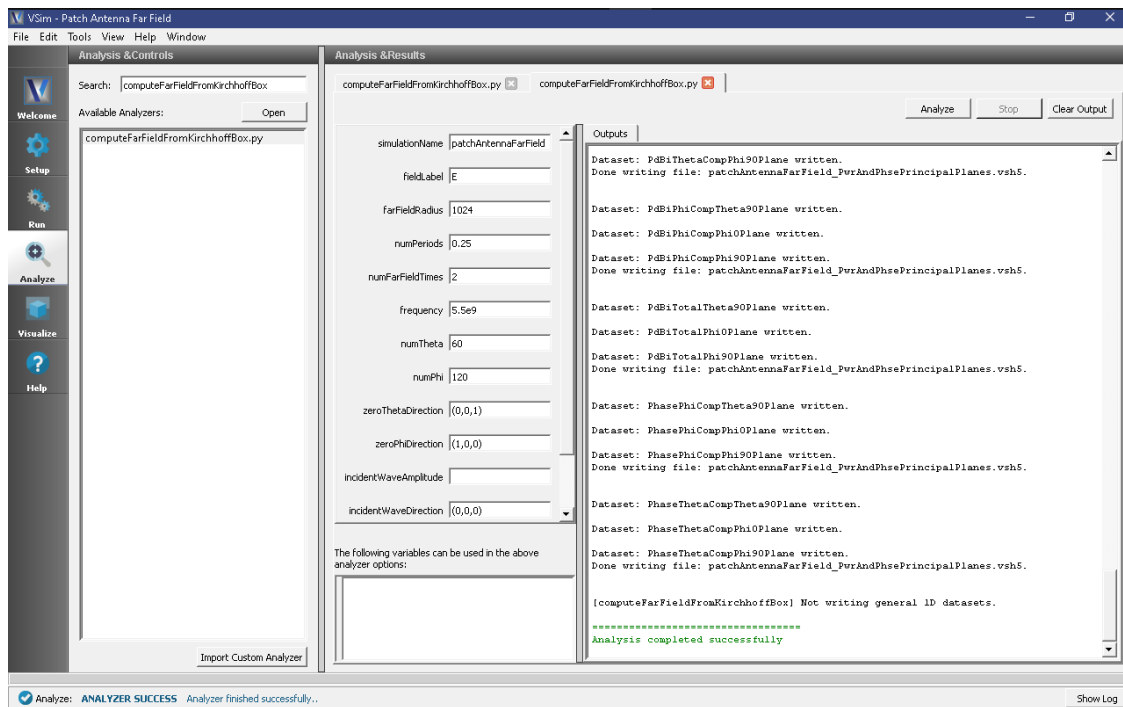 VSim - Patch Antenna Far Field
File Edit Tools View Help Window
Welcome
Setup
Run
Analyze
Visualize
Help
Analysis &Controls
Search: computeFarFieldFromKirchhoffBox
Available Analyzers: Open
computeFarFieldFromKirchhoffBox.py
Import Custom Analyzer
Analysis &Results
computeFarFieldFromKirchhoffBox.py computeFarFieldFromKirchhoffBox.py
Analyze Stop Clear Output
simulationName patchAntennaFarField
fieldLabel E
farFieldRadius 1024
numPeriods 0.25
numFarFieldTimes 2
frequency 5.5e9
numTheta 60
numPhi 120
zeroThetaDirection (0,0,1)
zeroPhiDirection (1,0,0)
incidentWaveAmplitude
incidentWaveDirection (0,0,0)
The following variables can be used in the above
analyzer options:
Outputs
Dataset: PdBiThetaCompPhi90Plane written.
Done writing file: patchAntennaFarField_PwrAndPhsePrincipalPlanes.vsh5.
Dataset: PdBiPhiCompTheta90Plane written.
Dataset: PdBiPhiCompPhi0Plane written.
Dataset: PdBiPhiCompPhi90Plane written.
Done writing file: patchAntennaFarField_PwrAndPhsePrincipalPlanes.vsh5.
Dataset: PdBiTotalTheta90Plane written.
Dataset: PdBiTotalPhi0Plane written.
Dataset: PdBiTotalPhi90Plane written.
Done writing file: patchAntennaFarField_PwrAndPhsePrincipalPlanes.vsh5.
Dataset: PhasePhiCompTheta90Plane written.
Dataset: PhasePhiCompPhi0Plane written.
Dataset: PhasePhiCompPhi90Plane written.
Done writing file: patchAntennaFarField_PwrAndPhsePrincipalPlanes.vsh5.
Dataset: PhaseThetaCompTheta90Plane written.
Dataset: PhaseThetaCompPhi0Plane written.
Dataset: PhaseThetaCompPhi90Plane written.
Done writing file: patchAntennaFarField_PwrAndPhsePrincipalPlanes.vsh5.
[computeFarFieldFromKirchhoffBox] Not writing general 1D datasets.
==================================
Analysis completed successfully
Analyze: ANALYZER SUCCESS Analyzer finished successfully..
Show Log